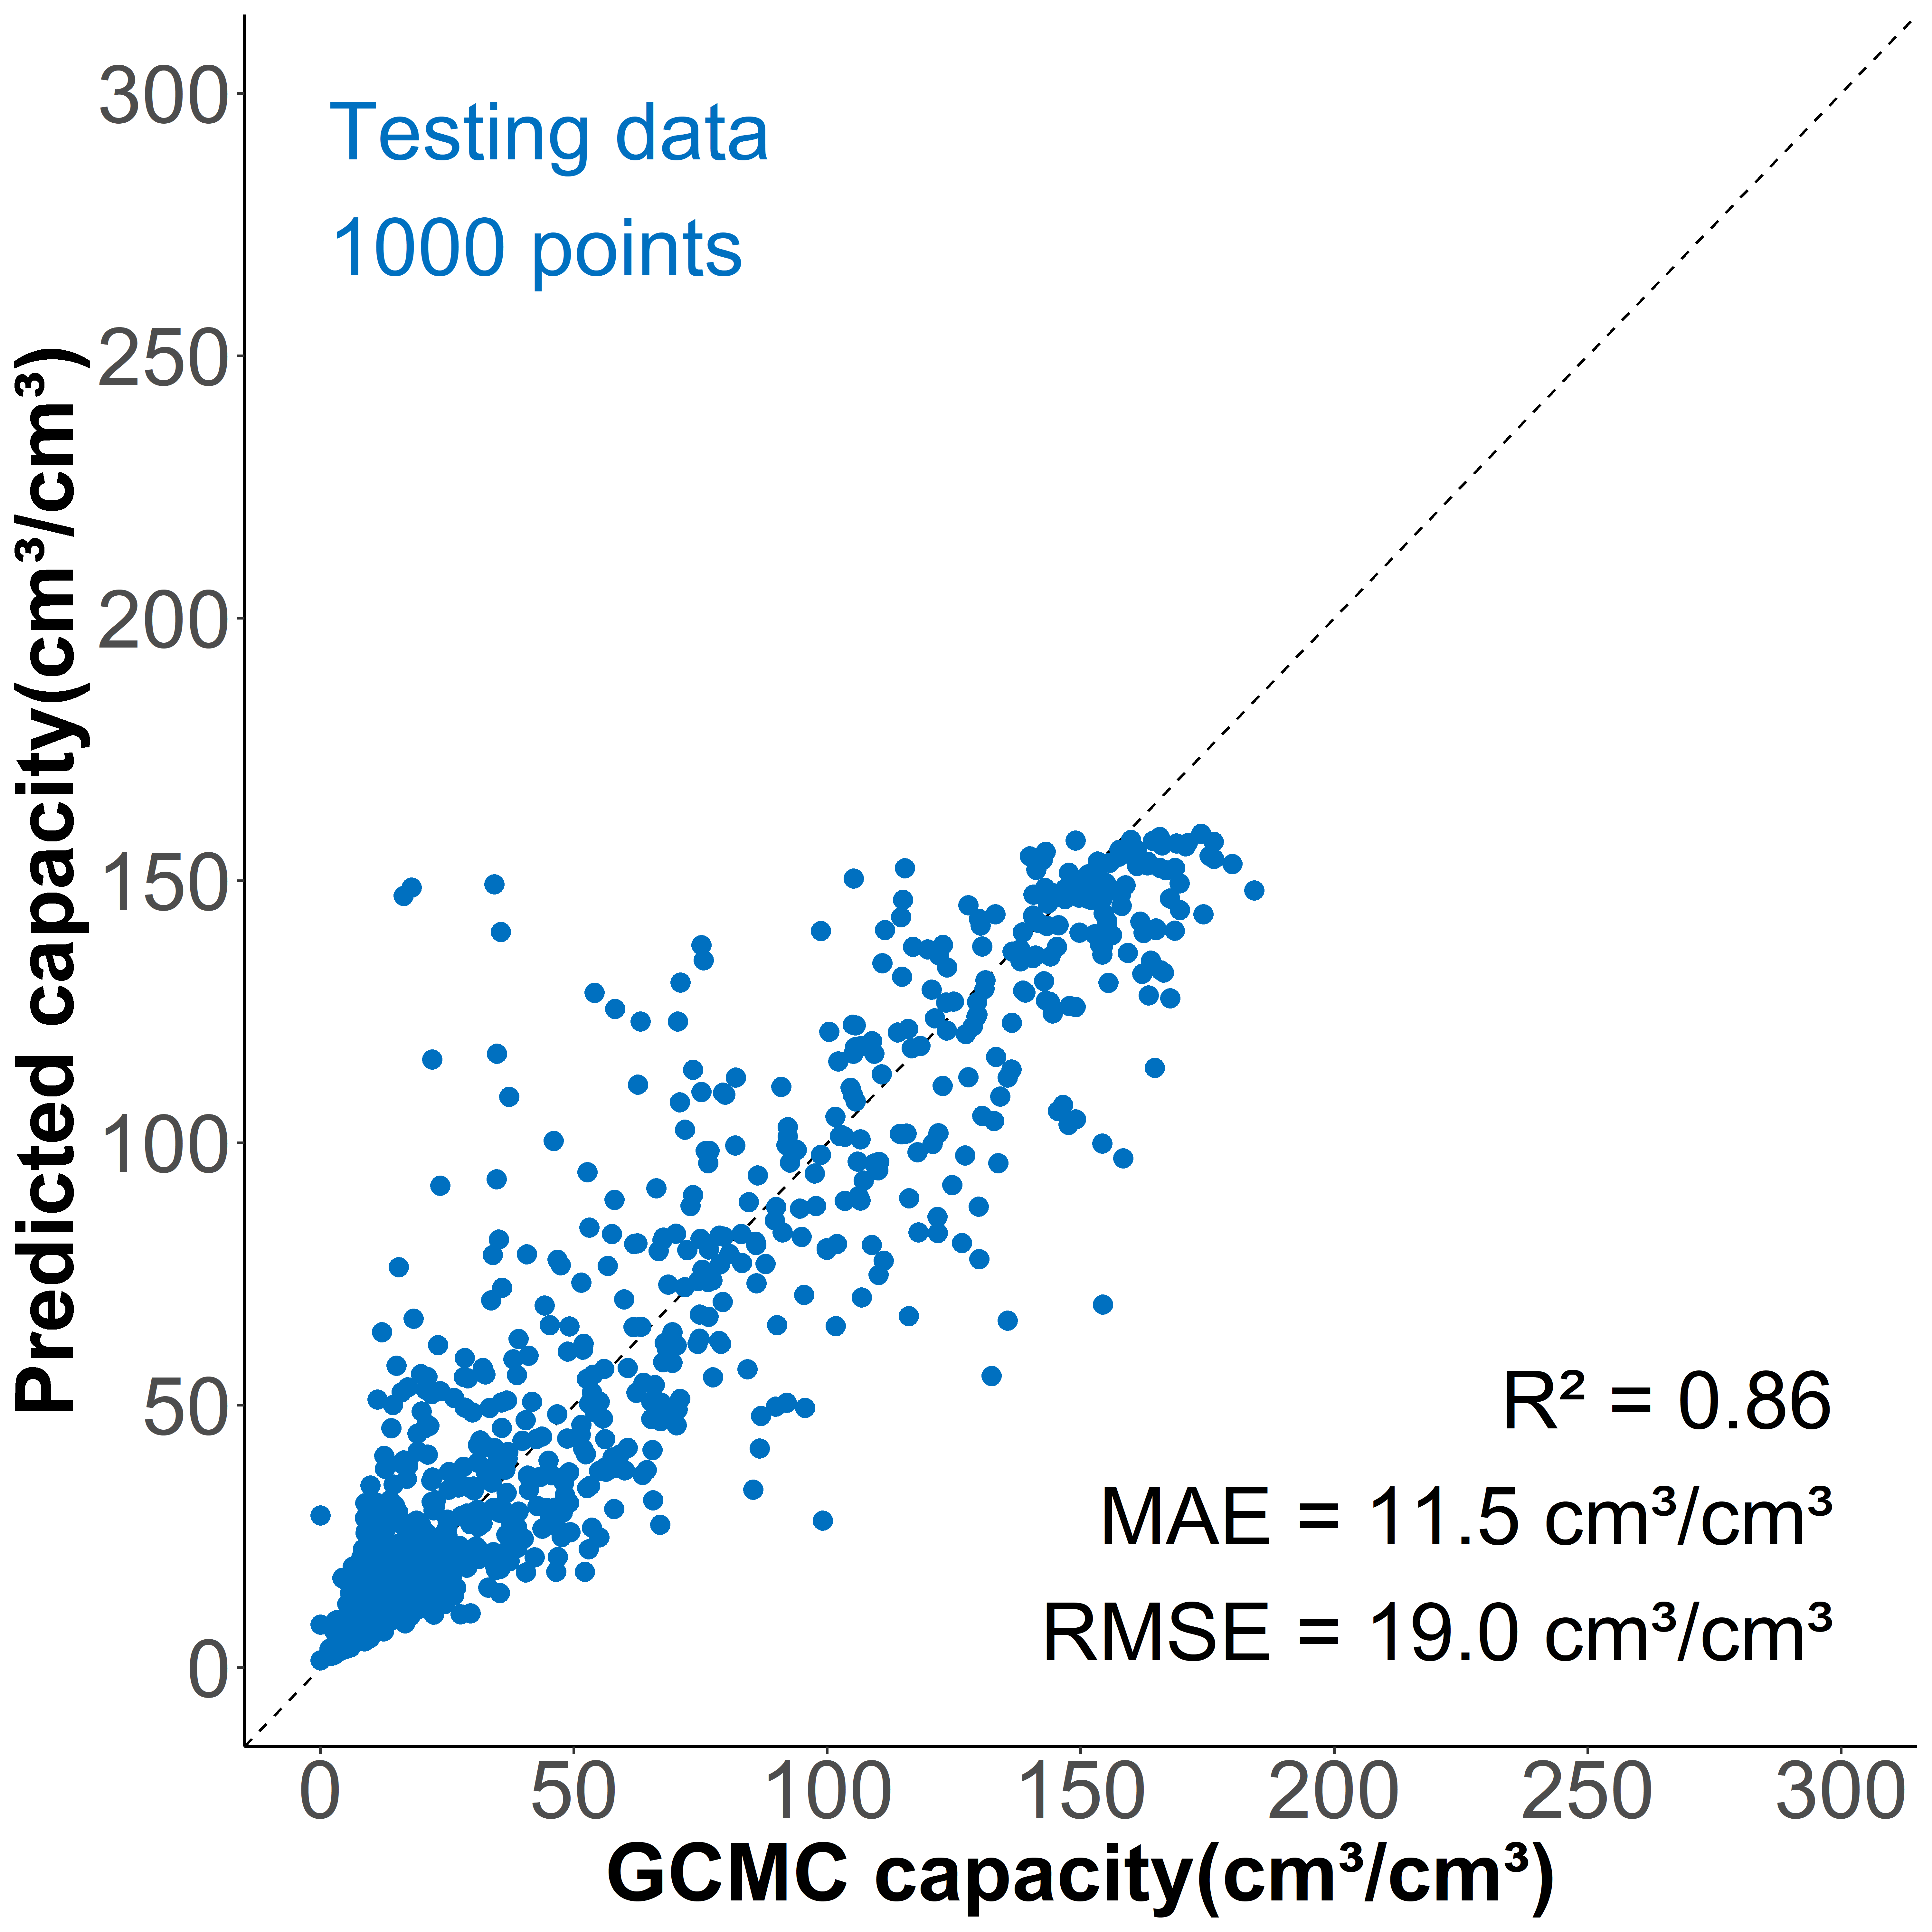 Testing data
1000 points
300
250
200
150
100
50
0
Predicted capacity(cm³/cm³)
R² = 0.86
MAE = 11.5 cm³/cm³
RMSE = 19.0 cm³/cm³
0 50 100 150 200 250 300
GCMC capacity(cm³/cm³)